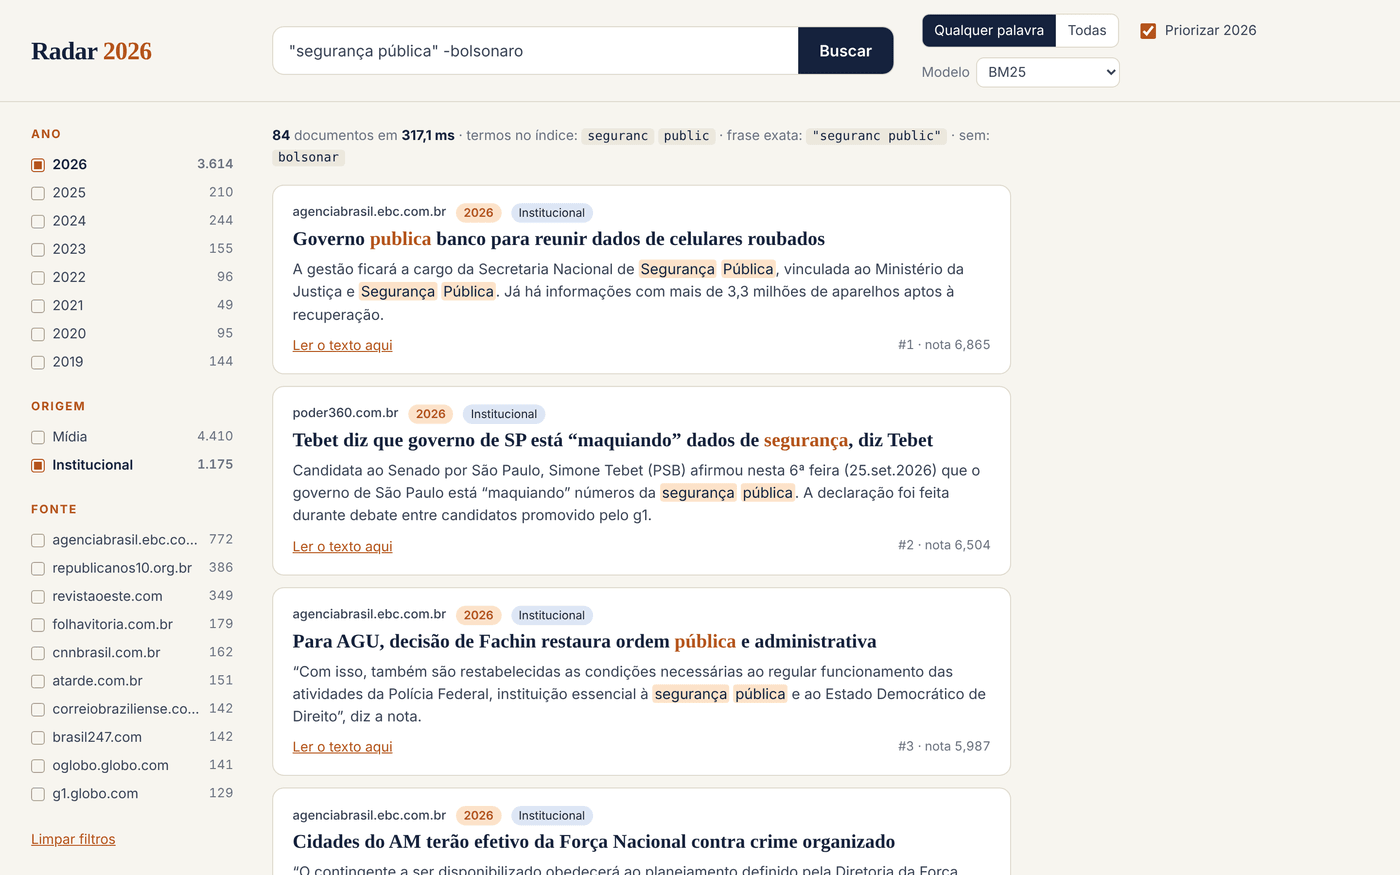 Radar 2026
"segurança pública" -bolsonaro
Buscar
Qualquer palavra
Todas
Priorizar 2026
Modelo
BM25
ANO
2026 3.614
2025 210
2024 244
2023 155
2022 96
2021 49
2020 95
2019 144
ORIGEM
Mídia 4.410
Institucional 1.175
FONTE
agenciabrasil.ebc.co... 772
republicanos10.org.br 386
revistaoeste.com 349
folhavitoria.com.br 179
cnnbrasil.com.br 162
atarde.com.br 151
correiobraziliense.co... 142
brasil247.com 142
oglobo.globo.com 141
g1.globo.com 129
Limpar filtros
84 documentos em 317,1 ms · termos no índice: seguranc public · frase exata: "seguranc public" · sem:
bolsonar
agenciabrasil.ebc.com.br 2026 Institucional
Governo publica banco para reunir dados de celulares roubados
A gestão ficará a cargo da Secretaria Nacional de Segurança Pública, vinculada ao Ministério da
Justiça e Segurança Pública. Já há informações com mais de 3,3 milhões de aparelhos aptos à
recuperação.
Ler o texto aqui
#1 · nota 6,865
poder360.com.br 2026 Institucional
Tebet diz que governo de SP está “maquiando” dados de segurança, diz Tebet
Candidata ao Senado por São Paulo, Simone Tebet (PSB) afirmou nesta 6ª feira (25.set.2026) que o
governo de São Paulo está “maquiando” números da segurança pública. A declaração foi feita
durante debate entre candidatos promovido pelo g1.
Ler o texto aqui
#2 · nota 6,504
agenciabrasil.ebc.com.br 2026 Institucional
Para AGU, decisão de Fachin restaura ordem pública e administrativa
“Com isso, também são restabelecidas as condições necessárias ao regular funcionamento das
atividades da Polícia Federal, instituição essencial à segurança pública e ao Estado Democrático de
Direito”, diz a nota.
Ler o texto aqui
#3 · nota 5,987
agenciabrasil.ebc.com.br 2026 Institucional
Cidades do AM terão efetivo da Força Nacional contra crime organizado
“O contingente a ser disponibilizado obedecerá ao planejamento definido pela Diretoria da Força